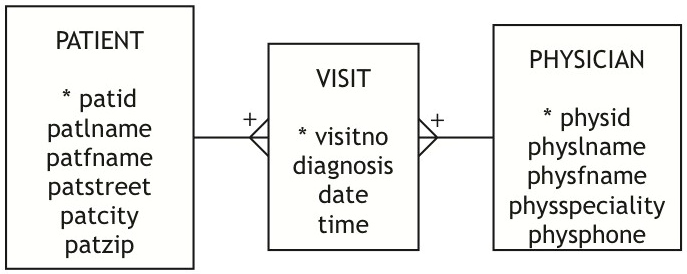 PATIENT
* patid
patlname
patfname
patstreet
patcity
patzip
+
VISIT
* visitno
diagnosis
date
time
+
PHYSICIAN
* physid
physlname
physfname
physspeciality
physphone